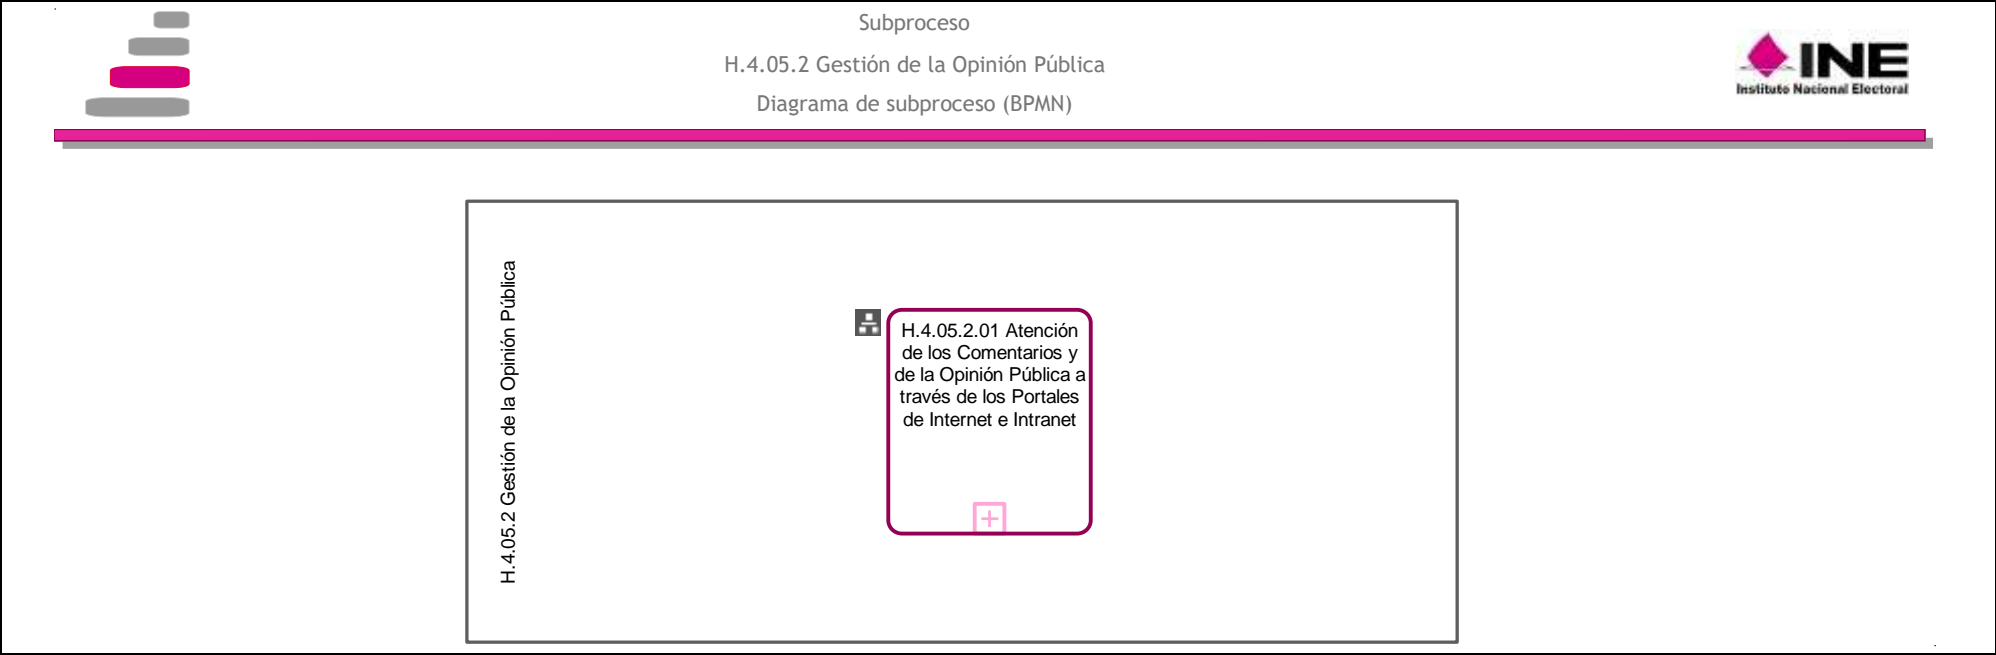 Subproceso
H.4.05.2 Gestión de la Opinión Pública
Diagrama de subproceso (BPMN)
INE
Instituto Nacional Electoral
H.4.05.2 Gestión de la Opinión Pública
H.4.05.2.01 Atención
de los Comentarios y
de la Opinión Pública a
través de los Portales
de Internet e Intranet